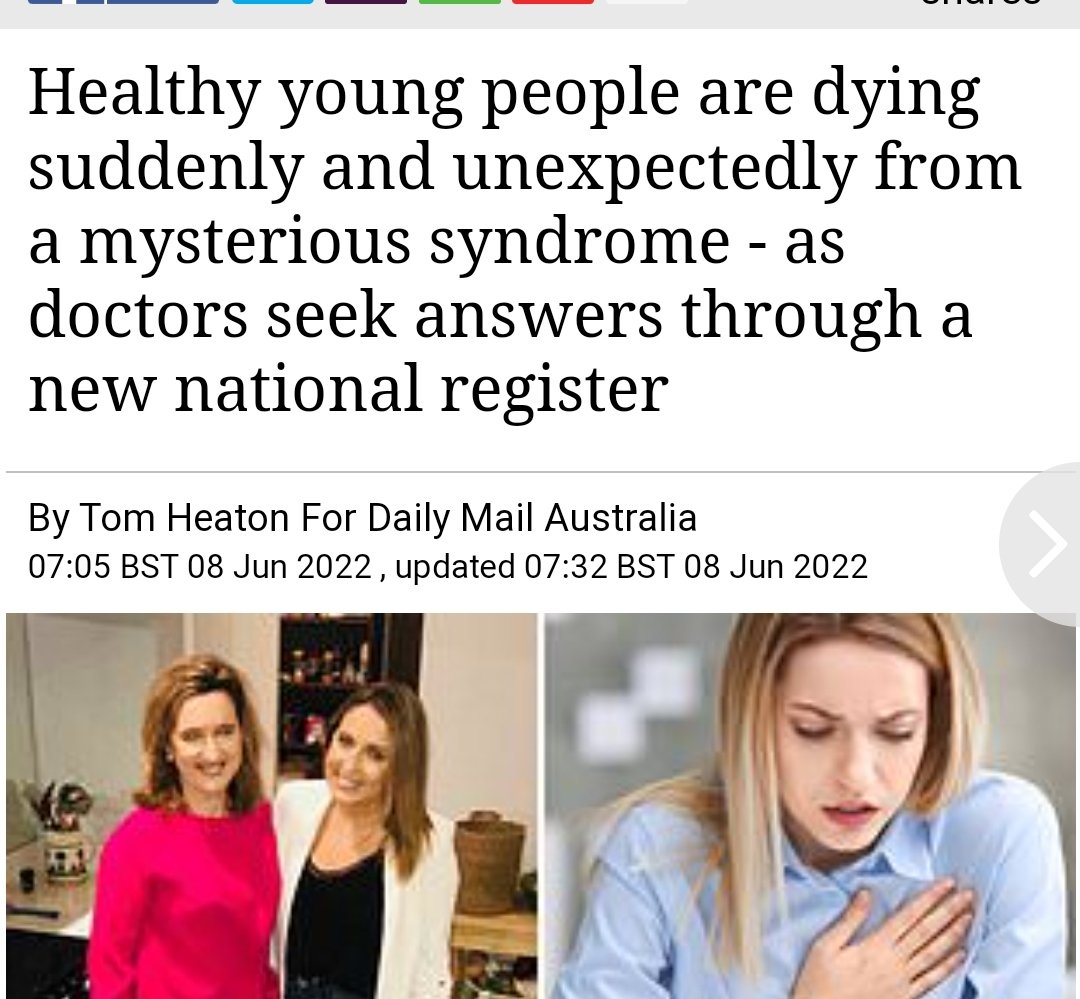 shares
Healthy young people are dying
suddenly and unexpectedly from
a mysterious syndrome - as
doctors seek answers through a
new national register
By Tom Heaton For Daily Mail Australia
07:05 BST 08 Jun 2022 , updated 07:32 BST 08 Jun 2022